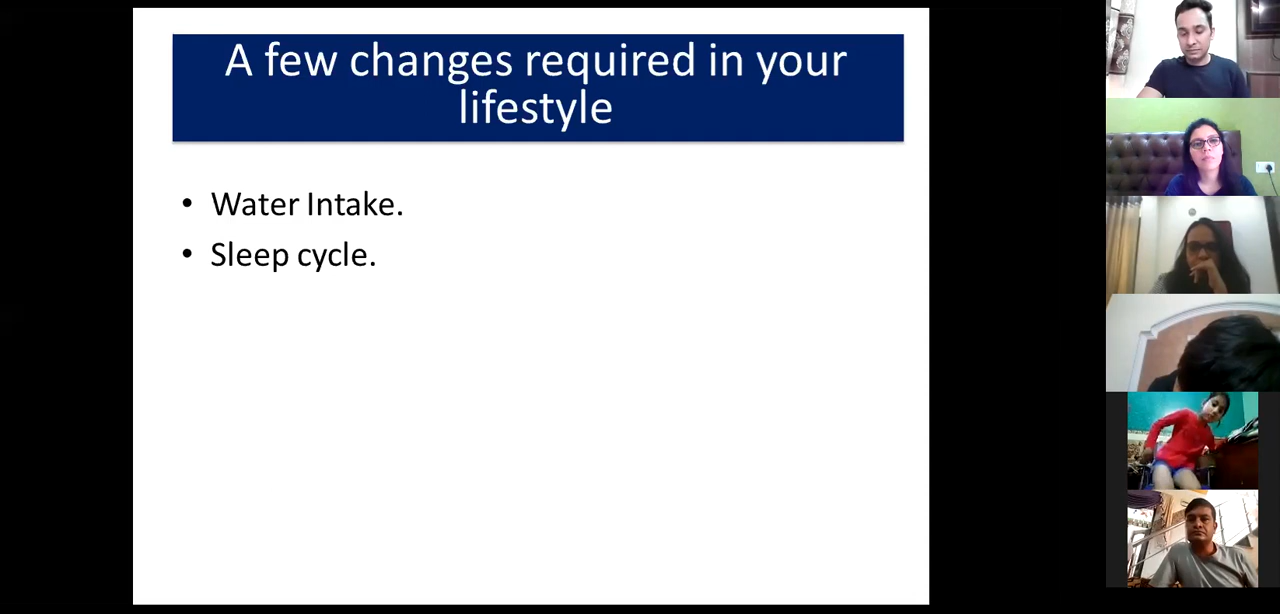 A few changes required in your
lifestyle
• Water Intake.
• Sleep cycle.